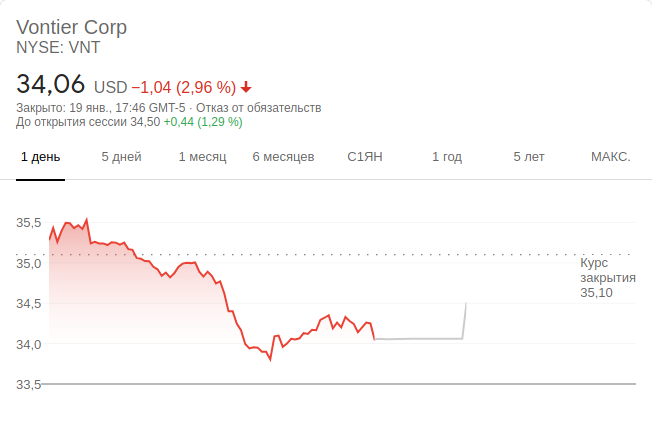 Vontier Corp
NYSE: VNT
34,06 USD −1,04 (2,96 %)
Закрыто: 19 янв., 17:46 GMT-5 · Отказ от обязательств
До открытия сессии 34,50 +0,44 (1,29 %)
1 день 5 дней 1 месяц 6 месяцев С1ЯН 1 год 5 лет МАКС.
35,5
35,0
34,5
34,0
33,5
Курс
закрытия
35,10